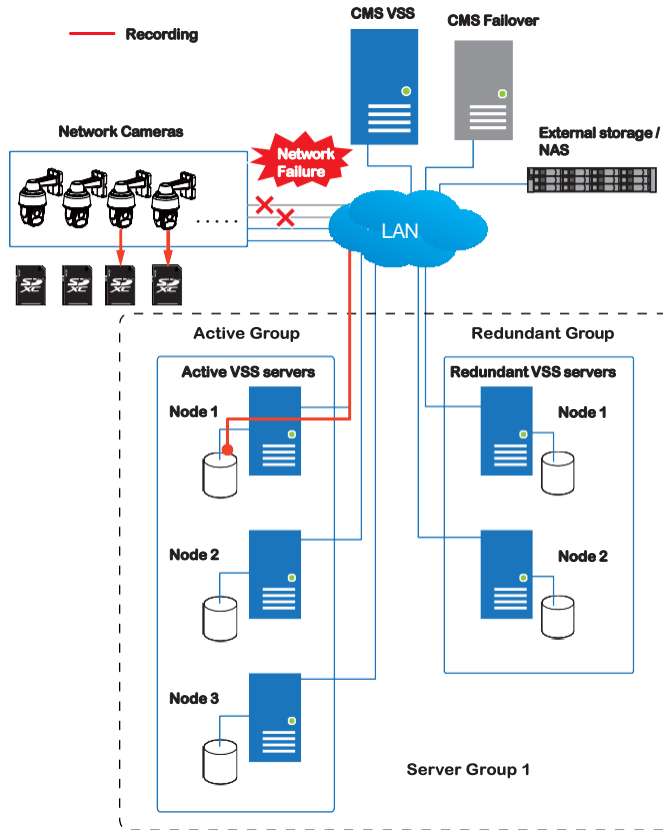 CMS VSS
CMS Failover
Recording
Network Cameras
Network
Failure
External storage /
NAS
LAN
SD
XC
SD
XC
SD
XC
SD
XC
Active Group
Redundant Group
Active VSS servers
Redundant VSS servers
Node 1
Node 1
Node 2
Node 2
Node 3
Server Group 1